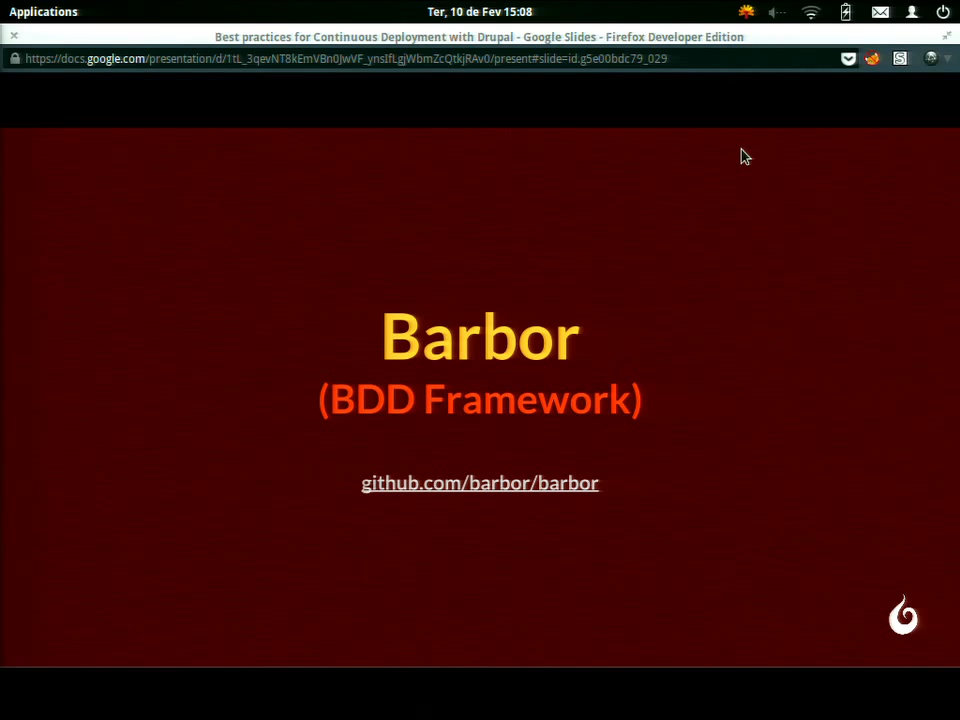 Applications
Ter, 10 de Fev 15:08
Best practices for Continuous Deployment with Drupal - Google Slides - Firefox Developer Edition
https://docs.google.com/presentation/d/1tL_3qevNT8kEmVBn0JwVF_ynsIfLgjWbmZcQtkjRAv0/present#slide=id.g5e00bdc79_029
Barbor
(BDD Framework)
github.com/barbor/barbor